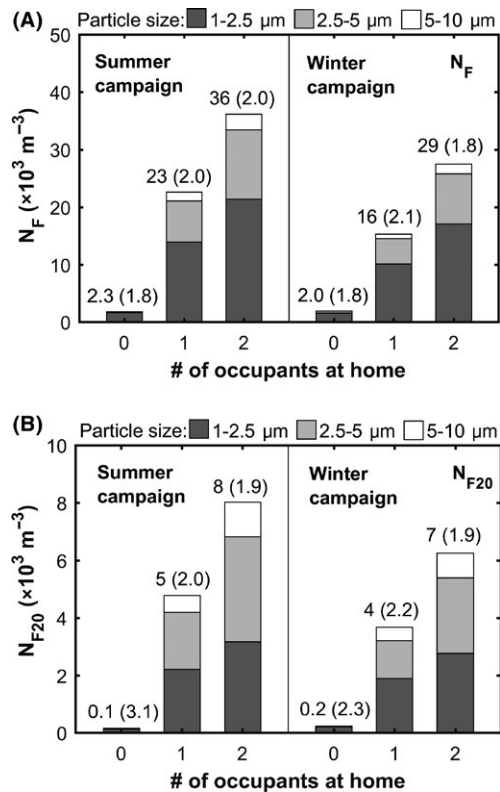 (A) Particle size: 1-2.5 µm 2.5-5 µm 5-10 µm
50
40
30
20
10
0
N_F (×10³ m⁻³)
Summer campaign
Winter campaign
N_F
2.3 (1.8)
23 (2.0)
36 (2.0)
2.0 (1.8)
16 (2.1)
29 (1.8)
0 1 2 0 1 2
# of occupants at home
(B) Particle size: 1-2.5 µm 2.5-5 µm 5-10 µm
10
8
6
4
2
0
N_F20 (×10³ m⁻³)
Summer campaign
Winter campaign
N_F20
0.1 (3.1)
5 (2.0)
8 (1.9)
0.2 (2.3)
4 (2.2)
7 (1.9)
0 1 2 0 1 2
# of occupants at home